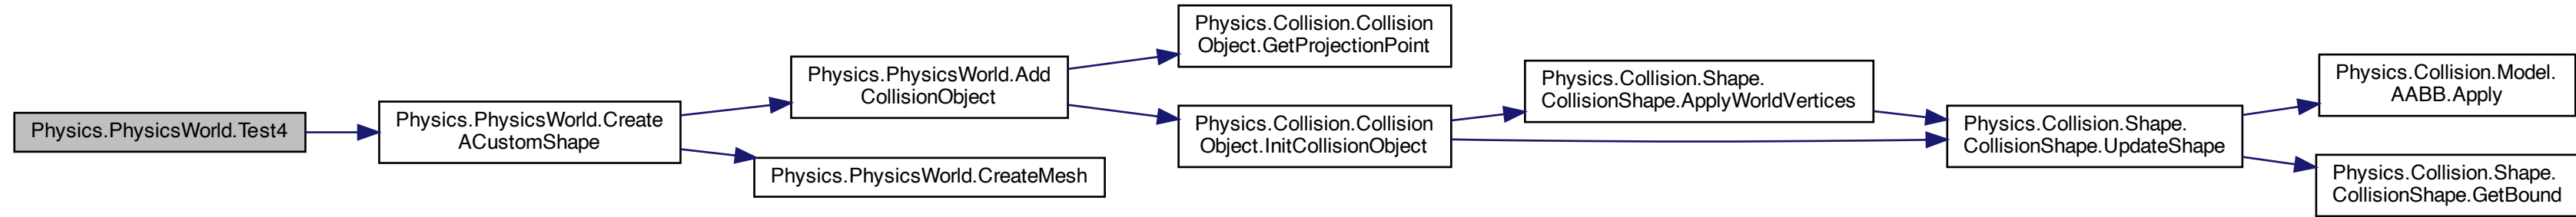 Physics.PhysicsWorld.Test4
Physics.PhysicsWorld.Create
ACustomShape
Physics.PhysicsWorld.Add
CollisionObject
Physics.PhysicsWorld.CreateMesh
Physics.Collision.Collision
Object.GetProjectionPoint
Physics.Collision.Collision
Object.InitCollisionObject
Physics.Collision.Shape.
CollisionShape.ApplyWorldVertices
Physics.Collision.Shape.
CollisionShape.UpdateShape
Physics.Collision.Model.
AABB.Apply
Physics.Collision.Shape.
CollisionShape.GetBound